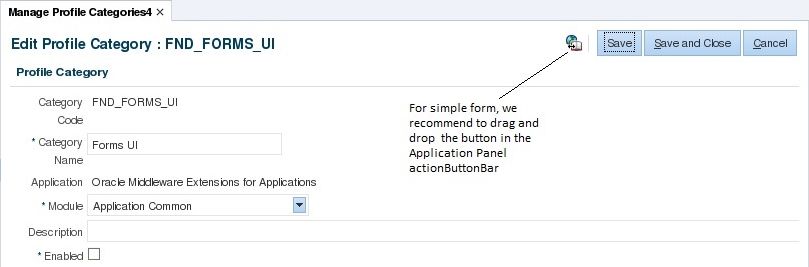 Manage Profile Categories4
Edit Profile Category : FND_FORMS_UI
Save
Save and Close
Cancel
Profile Category
Category Code
FND_FORMS_UI
* Category Name
Forms UI
Application
Oracle Middleware Extensions for Applications
* Module
Application Common
Description
* Enabled
For simple form, we
recommend to drag and
drop the button in the
Application Panel
actionButtonBar